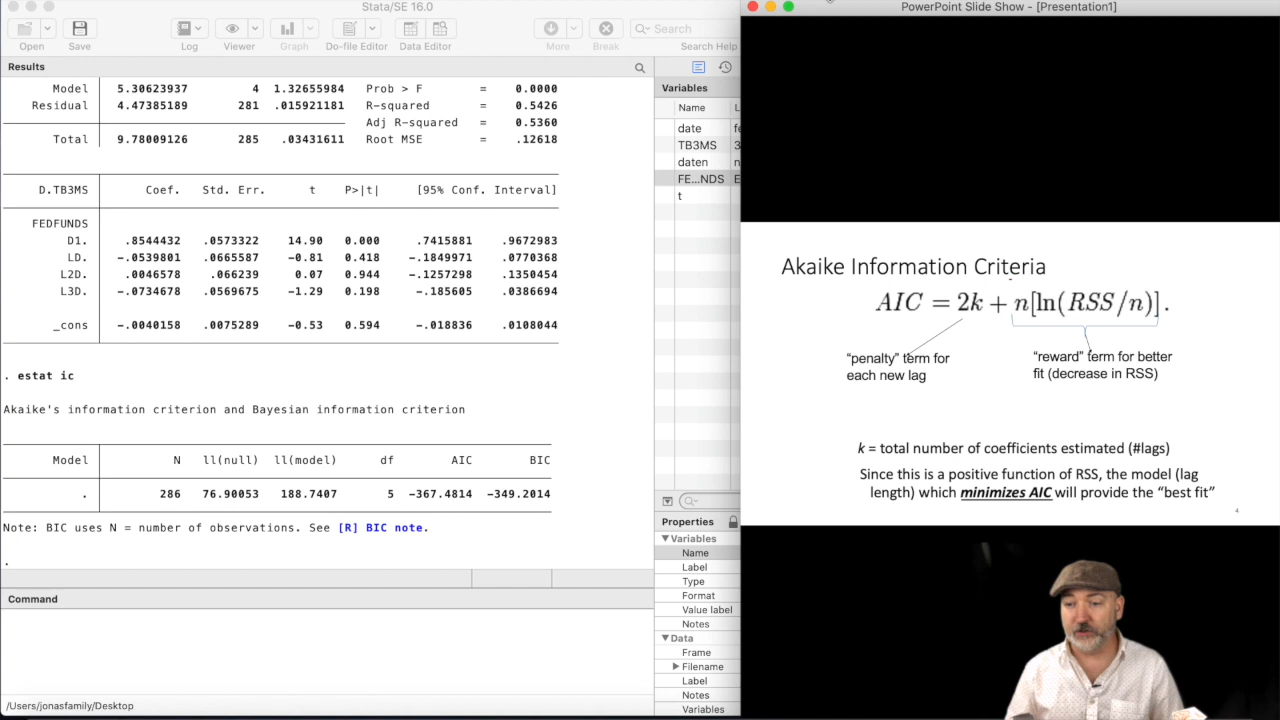 Stata/SE 16.0
Open Save Log Viewer Graph Do-file Editor Data Editor More Break Search Search Help
Results
Model 5.30623937 4 1.32655984 Prob > F = 0.0000
Residual 4.47385189 281 .015921181 R-squared = 0.5426
Adj R-squared = 0.5360
Total 9.78009126 285 .03431611 Root MSE = .12618
D.TB3MS Coef. Std. Err. t P>|t| [95% Conf. Interval]
FEDFUNDS
D1. .8544432 .0573322 14.90 0.000 .7415881 .9672983
LD. -.0539801 .0665587 -0.81 0.418 -.1849971 .0770368
L2D. .0046578 .066239 0.07 0.944 -.1257298 .1350454
L3D. -.0734678 .0569675 -1.29 0.198 -.185605 .0386694
_cons -.0040158 .0075289 -0.53 0.594 -.018836 .0108044
. estat ic
Akaike's information criterion and Bayesian information criterion
Model N ll(null) ll(model) df AIC BIC
. 286 76.90053 188.7407 5 -367.4814 -349.2014
Note: BIC uses N = number of observations. See [R] BIC note.
.
Command
/Users/jonasfamily/Desktop
Variables
Name L
date fe
TB3MS 3
daten n
FE...NDS E
t
Properties
Variables
Name
Label
Type
Format
Value label
Notes
Data
Frame
Filename
Label
Notes
Variables
PowerPoint Slide Show - [Presentation1]
Akaike Information Criteria
AIC = 2k + n[ln(RSS/n)].
“penalty” term for
each new lag
“reward” term for better
fit (decrease in RSS)
k = total number of coefficients estimated (#lags)
Since this is a positive function of RSS, the model (lag
length) which minimizes AIC will provide the “best fit”
4